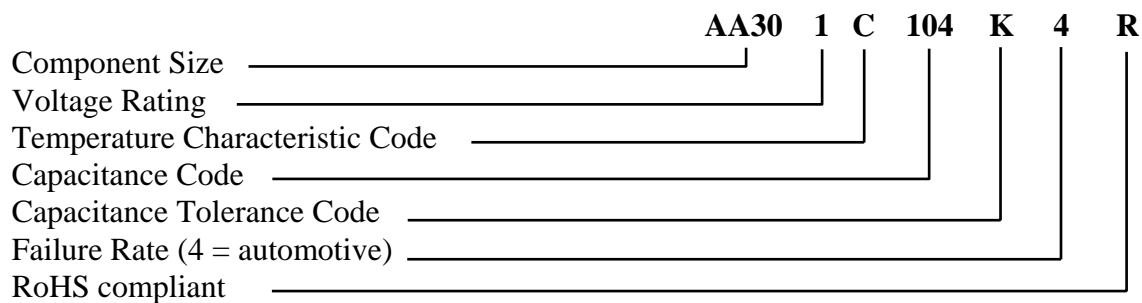 AA30 1 C 104 K 4 R
Component Size
Voltage Rating
Temperature Characteristic Code
Capacitance Code
Capacitance Tolerance Code
Failure Rate (4 = automotive)
RoHS compliant